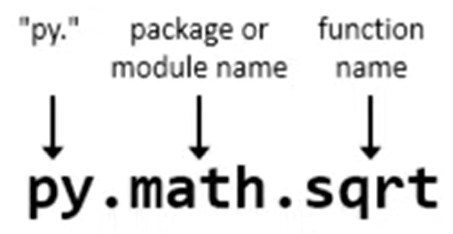 "py." package or function
module name name
py.math.sqrt